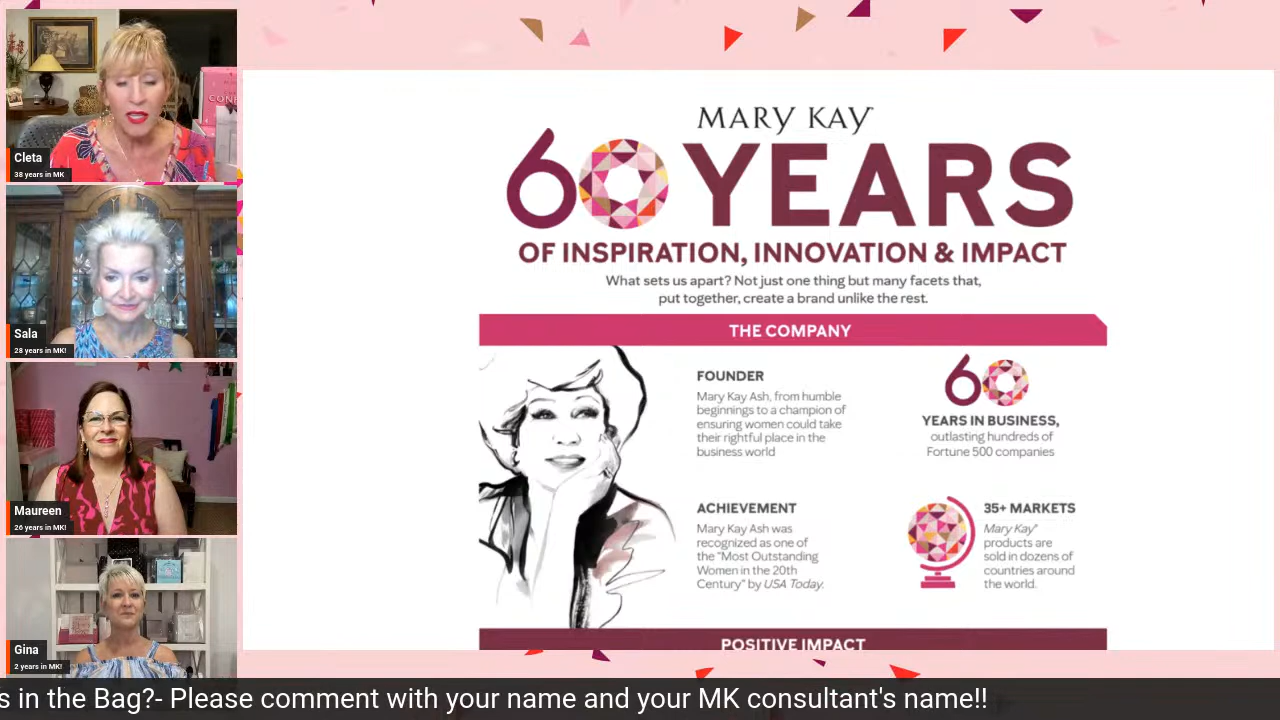 CON
Cleta
38 years in MK
Sala
28 years in MK!
Maureen
26 years in MK!
Gina
2 years in MK!
MARY KAY
60 YEARS
OF INSPIRATION, INNOVATION & IMPACT
What sets us apart? Not just one thing but many facets that,
put together, create a brand unlike the rest.
THE COMPANY
FOUNDER
Mary Kay Ash, from humble
beginnings to a champion of
ensuring women could take
their rightful place in the
business world
60
YEARS IN BUSINESS,
outlasting hundreds of
Fortune 500 companies
ACHIEVEMENT
Mary Kay Ash was
recognized as one of
the "Most Outstanding
Women in the 20th
Century" by USA Today.
35+ MARKETS
Mary Kay®
products are
sold in dozens of
countries around
the world.
POSITIVE IMPACT
s in the Bag?- Please comment with your name and your MK consultant's name!!